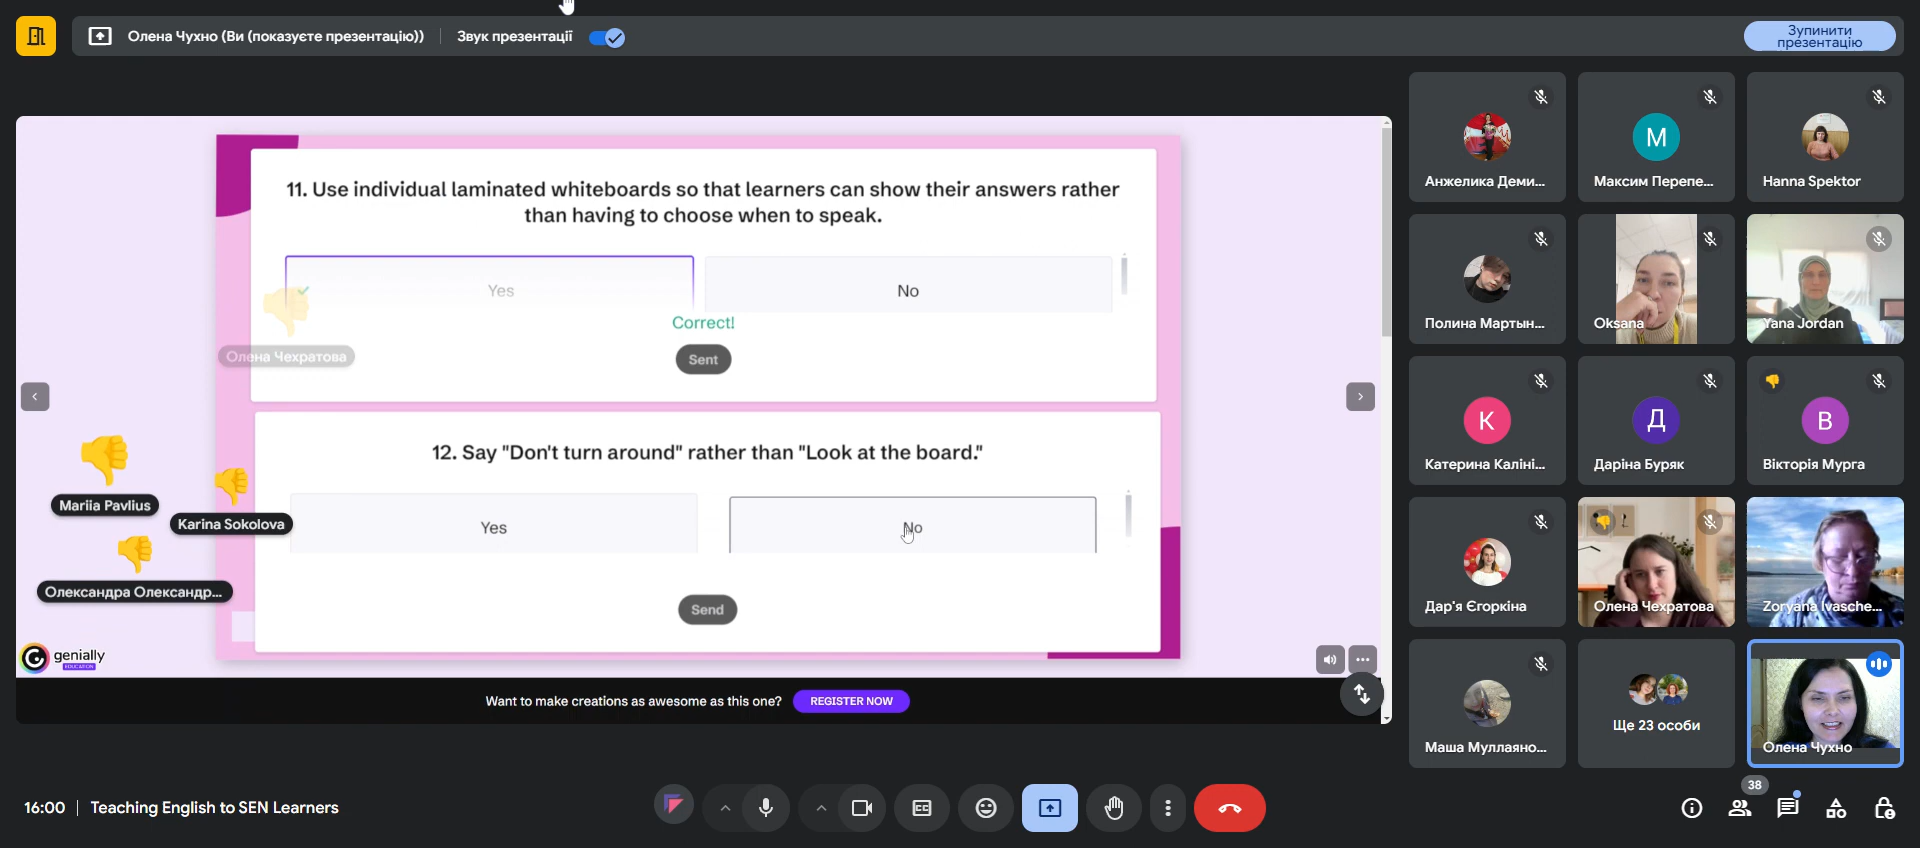 Олена Чухно (Ви (показуєте презентацію))
Звук презентації
Зупинити
презентацію
11. Use individual laminated whiteboards so that learners can show their answers rather
than having to choose when to speak.
Yes
No
Correct!
Sent
Олена Чехратова
12. Say "Don't turn around" rather than "Look at the board."
Yes
No
Send
Mariia Pavlius
Karina Sokolova
Олександра Олександр...
genially
EDUCATION
Want to make creations as awesome as this one?
REGISTER NOW
Анжелика Деми...
М
Максим Перепе...
Hanna Spektor
Полина Мартын...
Oksana
Yana Jordan
К
Катерина Каліні...
Д
Даріна Буряк
В
Вікторія Мурга
Дар'я Єгоркіна
Олена Чехратова
Zoryana Ivasche...
Маша Муллаяно...
Ще 23 особи
Олена Чухно
16:00
Teaching English to SEN Learners
CC
38